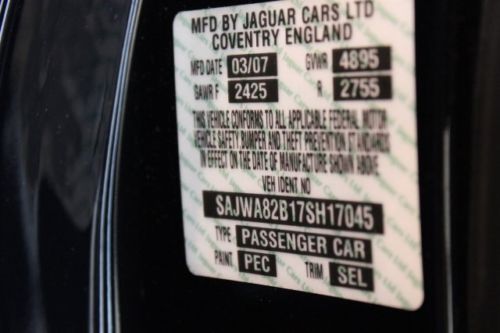 MFD BY JAGUAR CARS LTD
COVENTRY ENGLAND
MFD DATE 03/07 GVWR 4895
GAWR F 2425 R 2755
THIS VEHICLE CONFORMS TO ALL APPLICABLE FEDERAL MOTOR
VEHICLE SAFETY BUMPER AND THEFT PREVENTION STANDARDS
IN EFFECT ON THE DATE OF MANUFACTURE SHOWN ABOVE
VEH IDENT NO
SAJWA82B17SH17045
TYPE PASSENGER CAR
PAINT PEC TRIM SEL